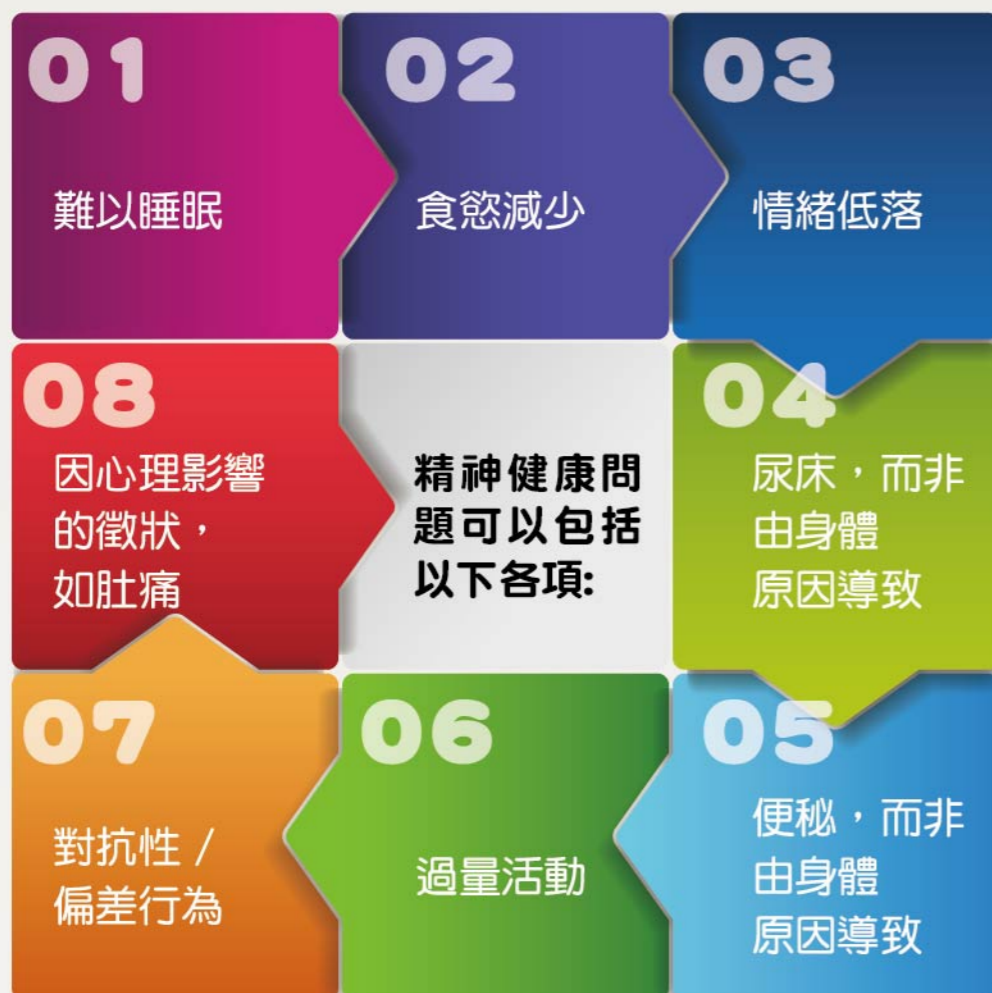 01
難以睡眠
02
食慾減少
03
情緒低落
04
尿床，而非
由身體
原因導致
05
便秘，而非
由身體
原因導致
06
過量活動
07
對抗性 /
偏差行為
08
因心理影響
的徵狀，
如肚痛
精神健康問
題可以包括
以下各項: